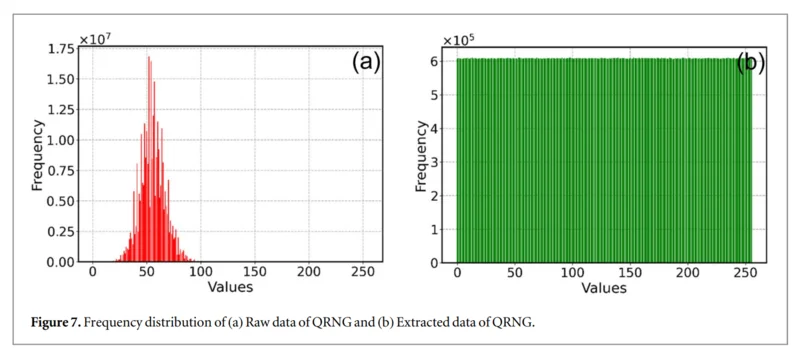 ×10⁷
1.75
(a)
1.50
1.25
1.00
0.75
0.50
0.25
0.00
Frequency
0 50 100 150 200 250
Values
×10⁵
(b)
6
5
4
3
2
1
0
Frequency
0 50 100 150 200 250
Values
Figure 7. Frequency distribution of (a) Raw data of QRNG and (b) Extracted data of QRNG.